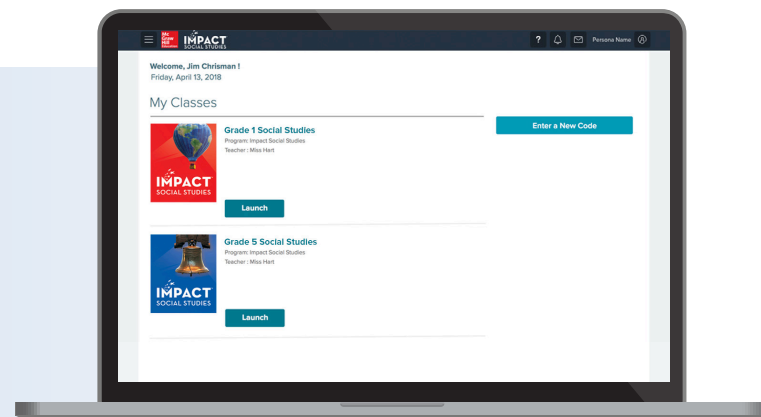 Mc
Graw
Hill
Education
IMPACT
SOCIAL STUDIES
?
Persona Name
Welcome, Jim Chrisman !
Friday, April 13, 2018
My Classes
Enter a New Code
Grade 1 Social Studies
Program: Impact Social Studies
Teacher : Miss Hart
IMPACT
SOCIAL STUDIES
Launch
Grade 5 Social Studies
Program: Impact Social Studies
Teacher : Miss Hart
IMPACT
SOCIAL STUDIES
Launch